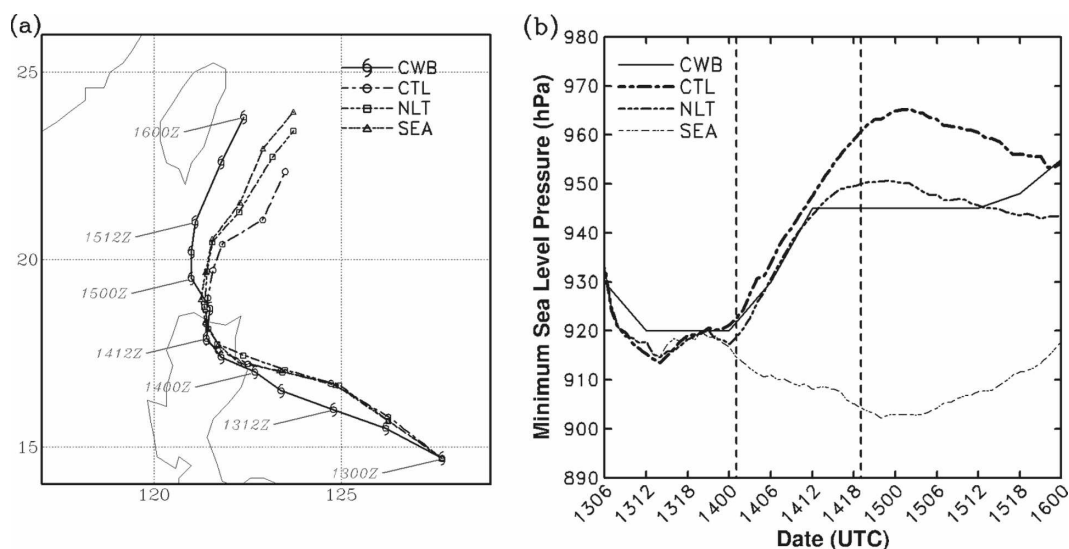 (a)
25
20
15
120
125
CWB
CTL
NLT
SEA
1600Z
1512Z
1500Z
1412Z
1400Z
1312Z
1300Z
(b)
Minimum Sea Level Pressure (hPa)
980
970
960
950
940
930
920
910
900
890
CWB
CTL
NLT
SEA
1306
1312
1318
1400
1406
1412
1418
1500
1506
1512
1518
1600
Date (UTC)